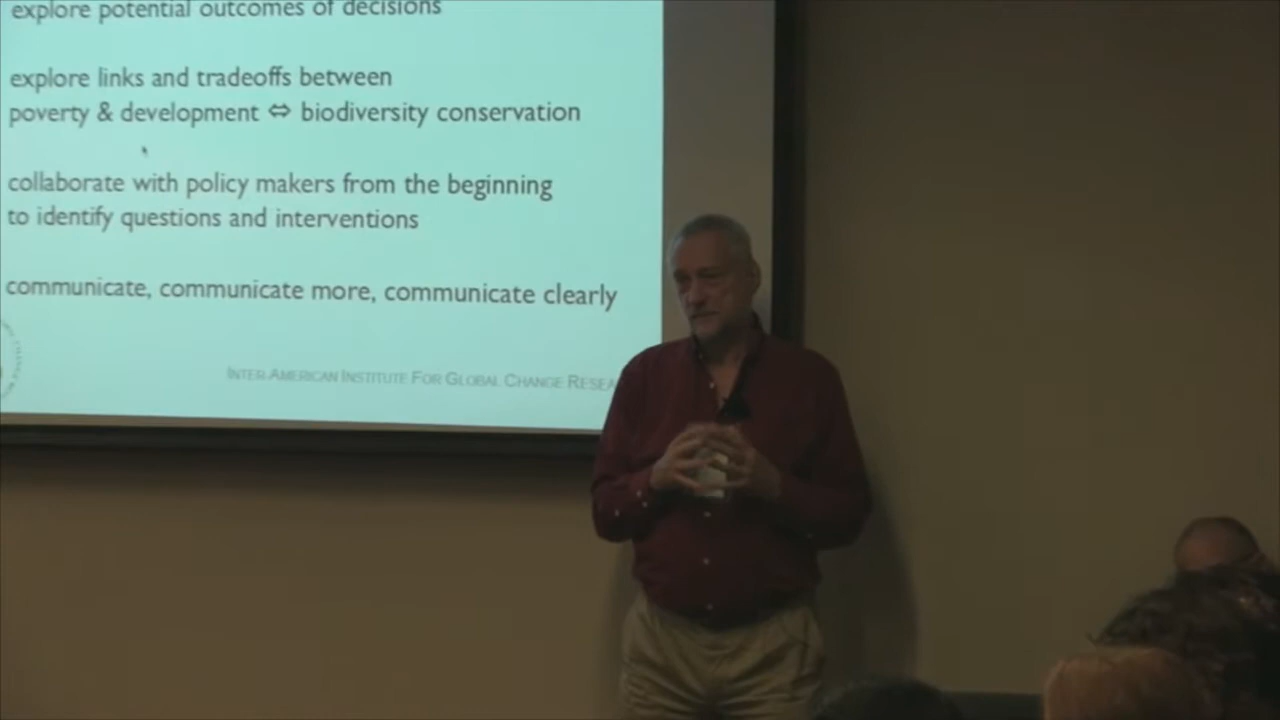 explore potential outcomes of decisions
explore links and tradeoffs between
poverty & development ⇔ biodiversity conservation
collaborate with policy makers from the beginning
to identify questions and interventions
communicate, communicate more, communicate clearly
INTER-AMERICAN INSTITUTE FOR GLOBAL CHANGE RESEA